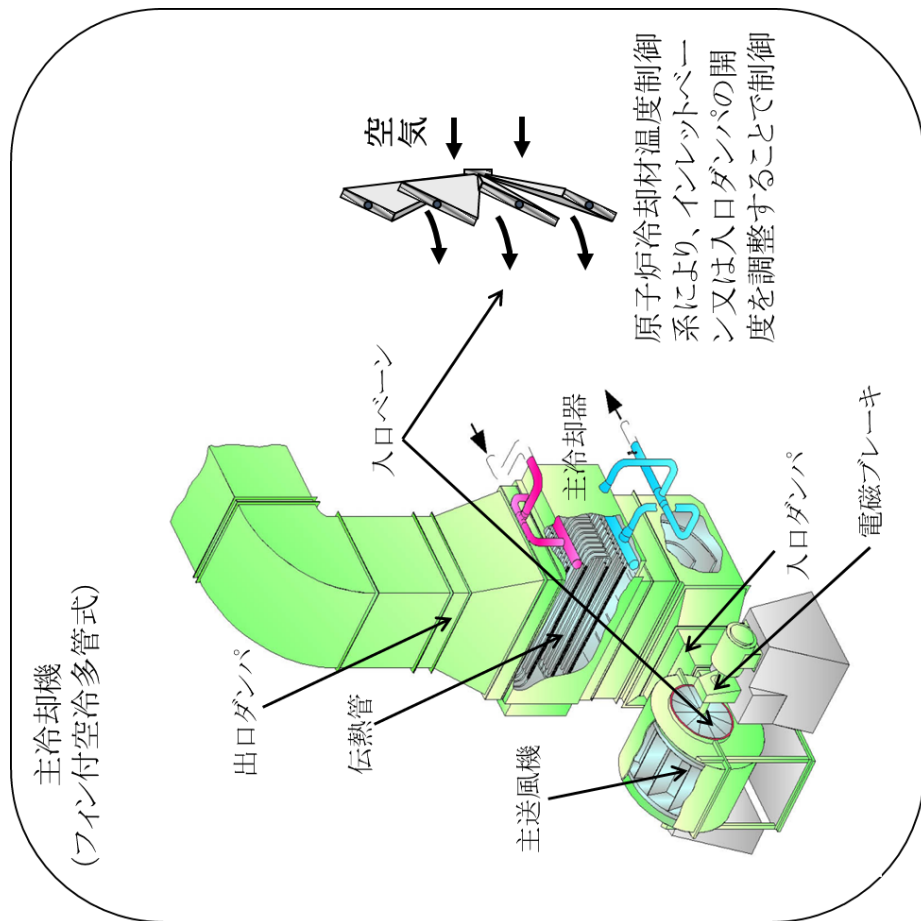 主冷却機
(フィン付空冷多管式)
出口ダンパ
伝熱管
主送風機
入口ベーン
主冷却器
入口ダンパ
電磁ブレーキ
空気
原子炉冷却材温度制御
系により、インレットベー
ン又は入口ダンパの開
度を調整することで制御